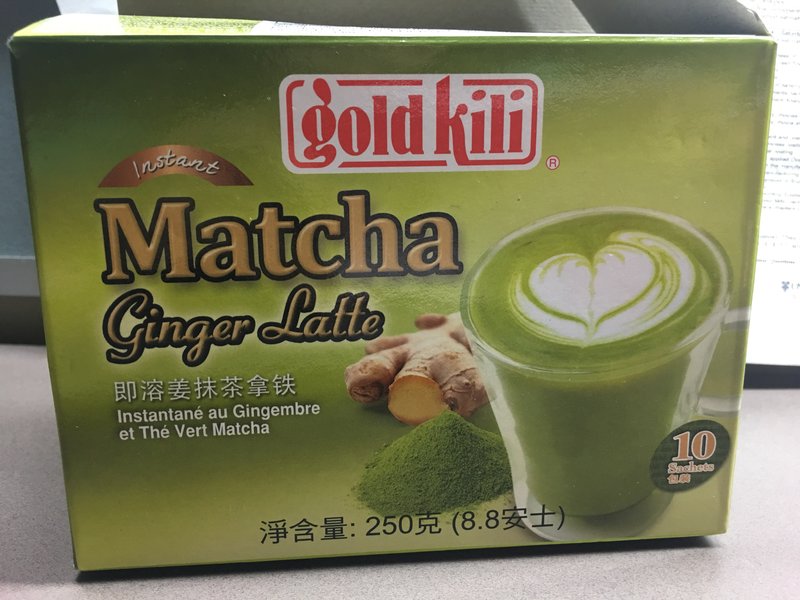 gold kili
®
Instant
Matcha
Ginger Latte
即溶姜抹茶拿铁
Instantané au Gingembre
et Thé Vert Matcha
10
Sachets
包裝
淨含量: 250克 (8.8安士)